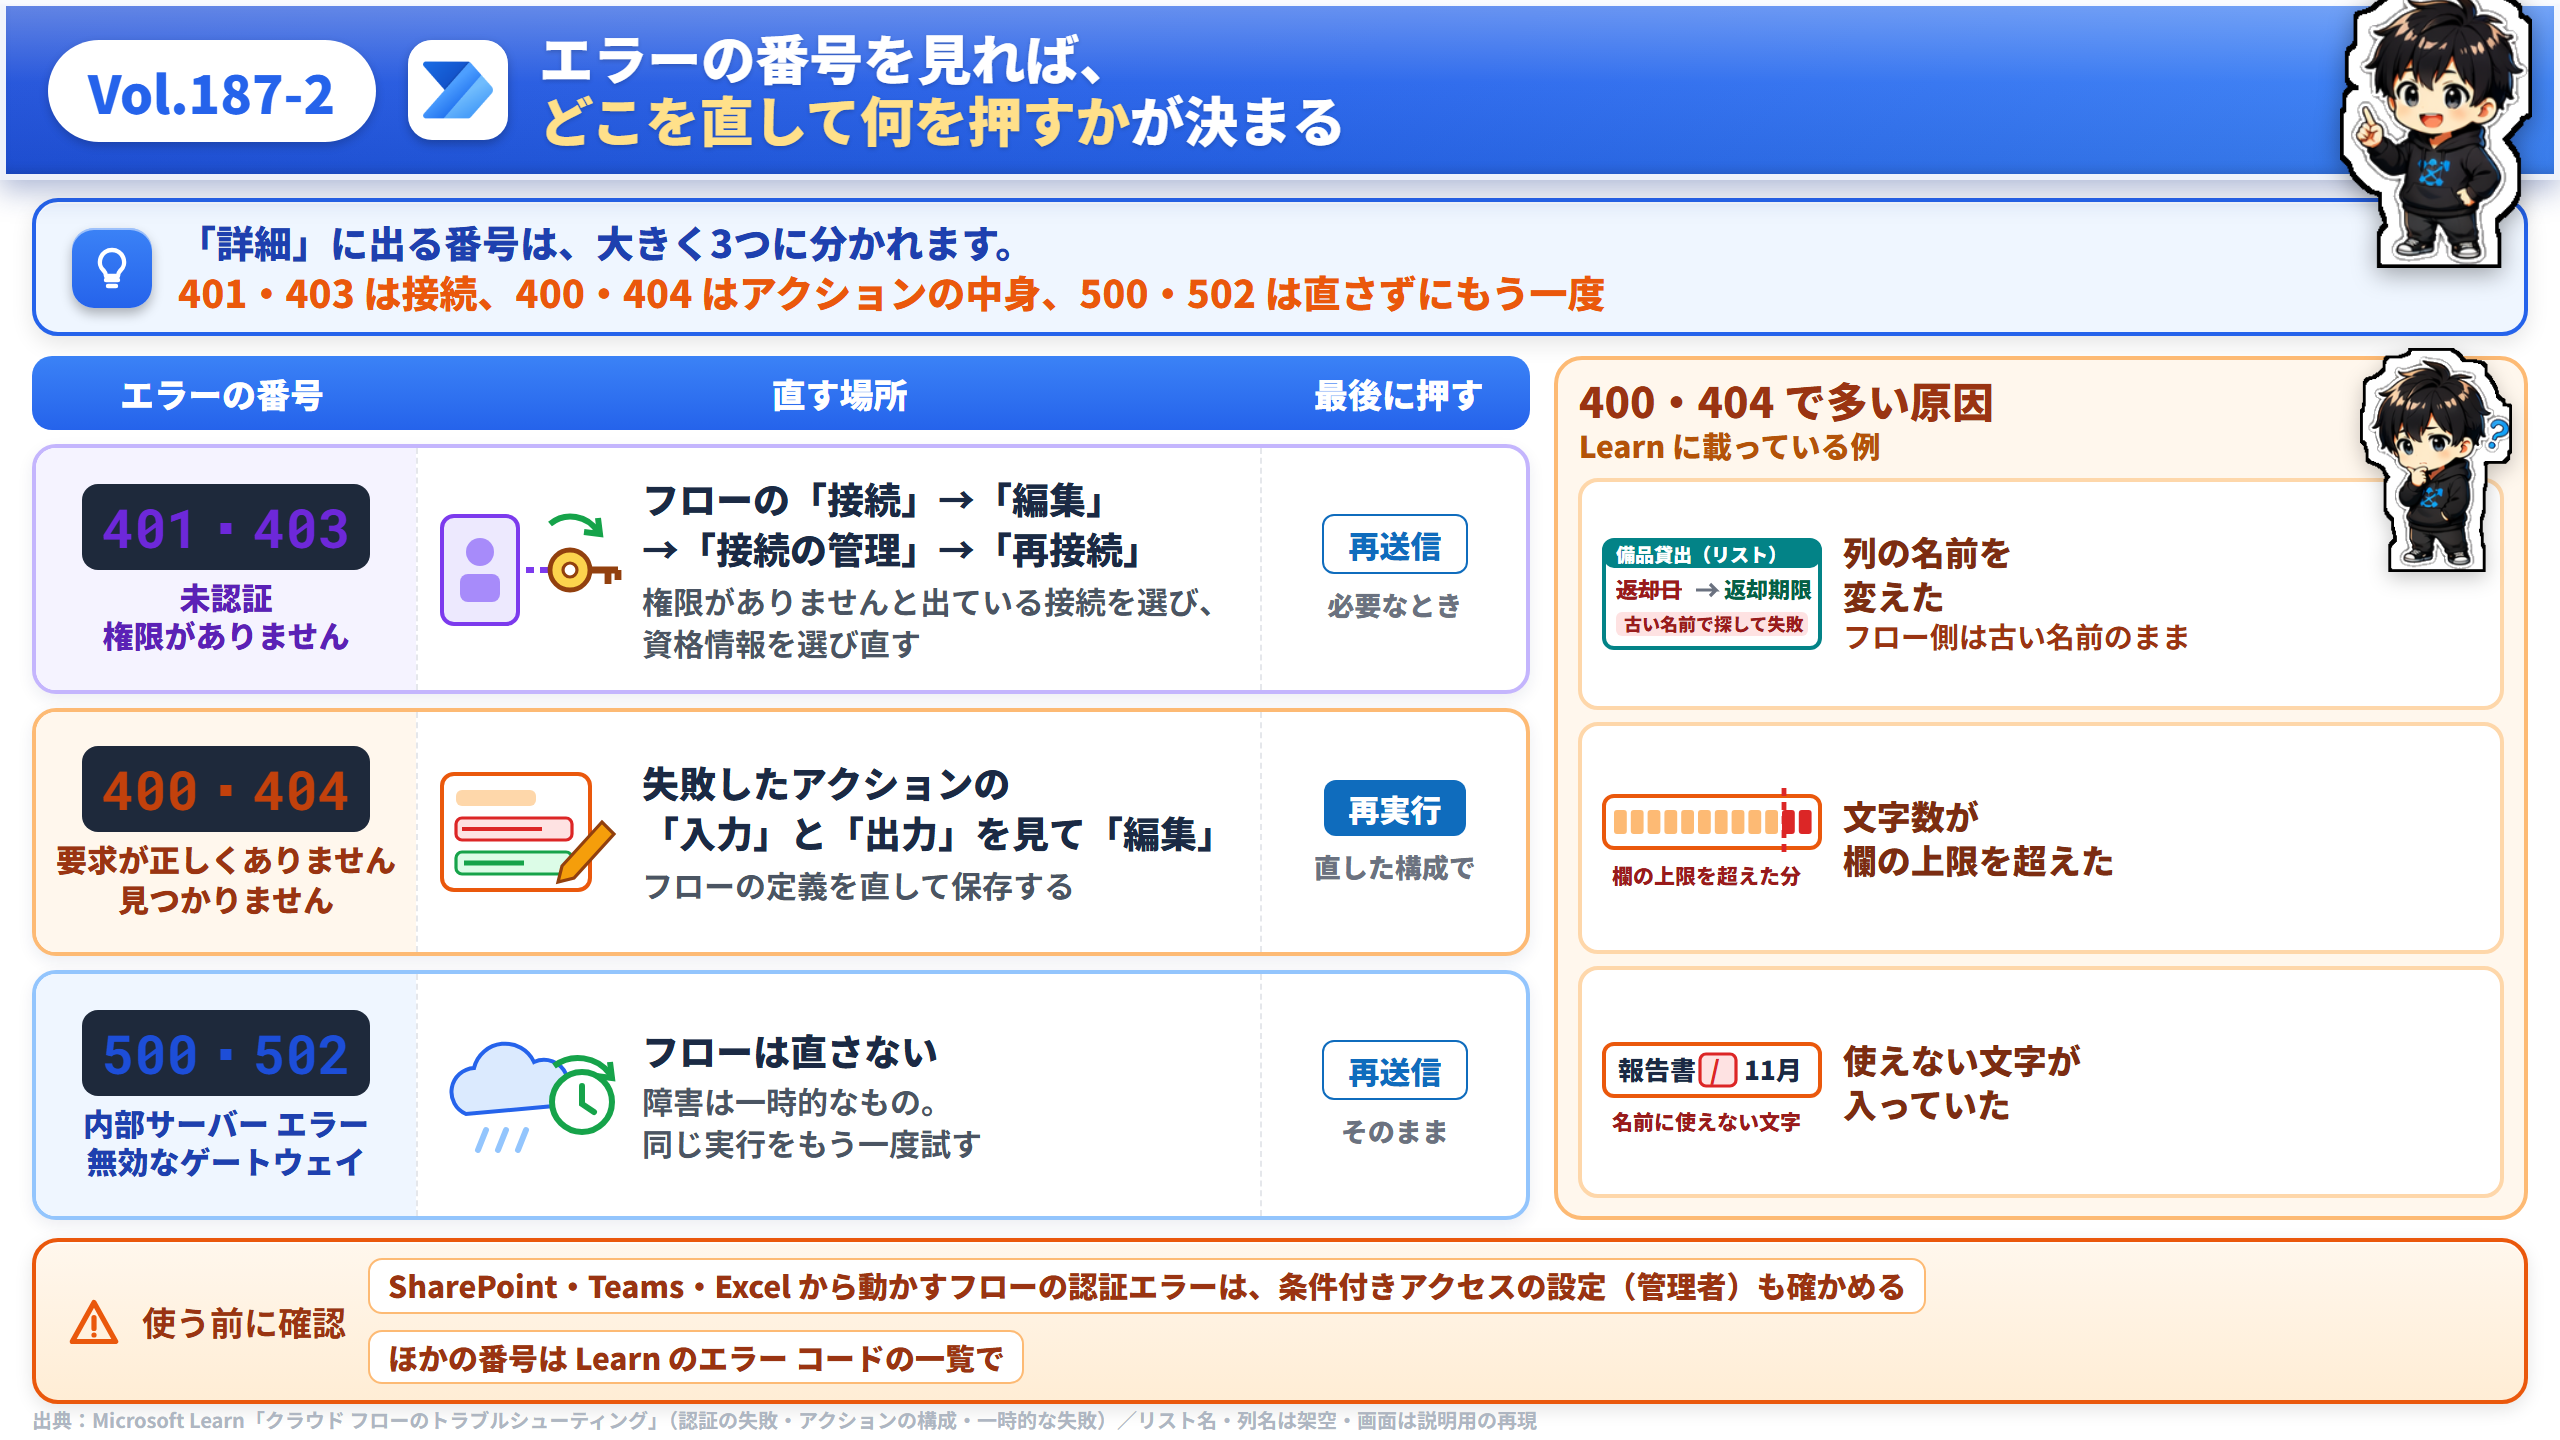 Vol.187-2
エラーの番号を見れば、
どこを直して何を押すかが決まる
「詳細」に出る番号は、大きく3つに分かれます。
401・403 は接続、400・404 はアクションの中身、500・502 は直さずにもう一度
エラーの番号
直す場所
最後に押す
401・403
未認証
権限がありません
フローの「接続」→「編集」
→「接続の管理」→「再接続」
権限がありませんと出ている接続を選び、
資格情報を選び直す
再送信
必要なとき
400・404
要求が正しくありません
見つかりません
失敗したアクションの
「入力」と「出力」を見て「編集」
フローの定義を直して保存する
再実行
直した構成で
500・502
内部サーバー エラー
無効なゲートウェイ
フローは直さない
障害は一時的なもの。
同じ実行をもう一度試す
再送信
そのまま
400・404 で多い原因
Learn に載っている例
?
備品貸出（リスト）
返却日 → 返却期限
古い名前で探して失敗
列の名前を
変えた
フロー側は古い名前のまま
欄の上限を超えた分
文字数が
欄の上限を超えた
報告書/11月
名前に使えない文字
使えない文字が
入っていた
使う前に確認
SharePoint・Teams・Excel から動かすフローの認証エラーは、条件付きアクセスの設定（管理者）も確かめる
ほかの番号は Learn のエラー コードの一覧で
出典：Microsoft Learn「クラウド フローのトラブルシューティング」（認証の失敗・アクションの構成・一時的な失敗）／リスト名・列名は架空・画面は説明用の再現